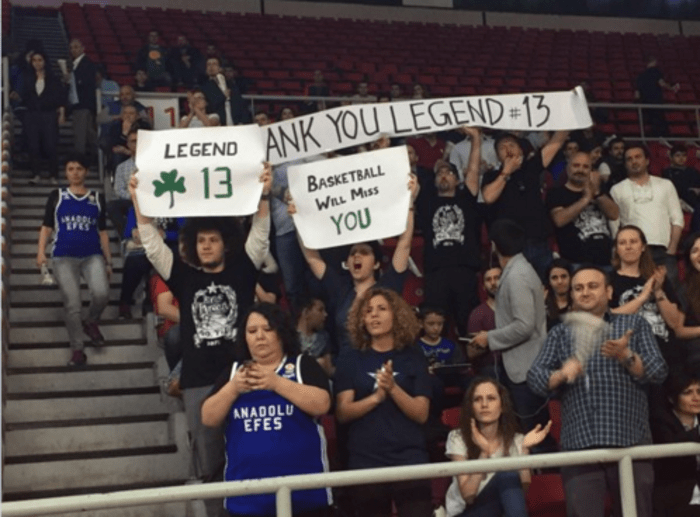 ANK YOU LEGEND #13
LEGEND
13
BASKETBALL
WILL MISS
YOU
ANADOLU
EFES
ANADOLU
EFES